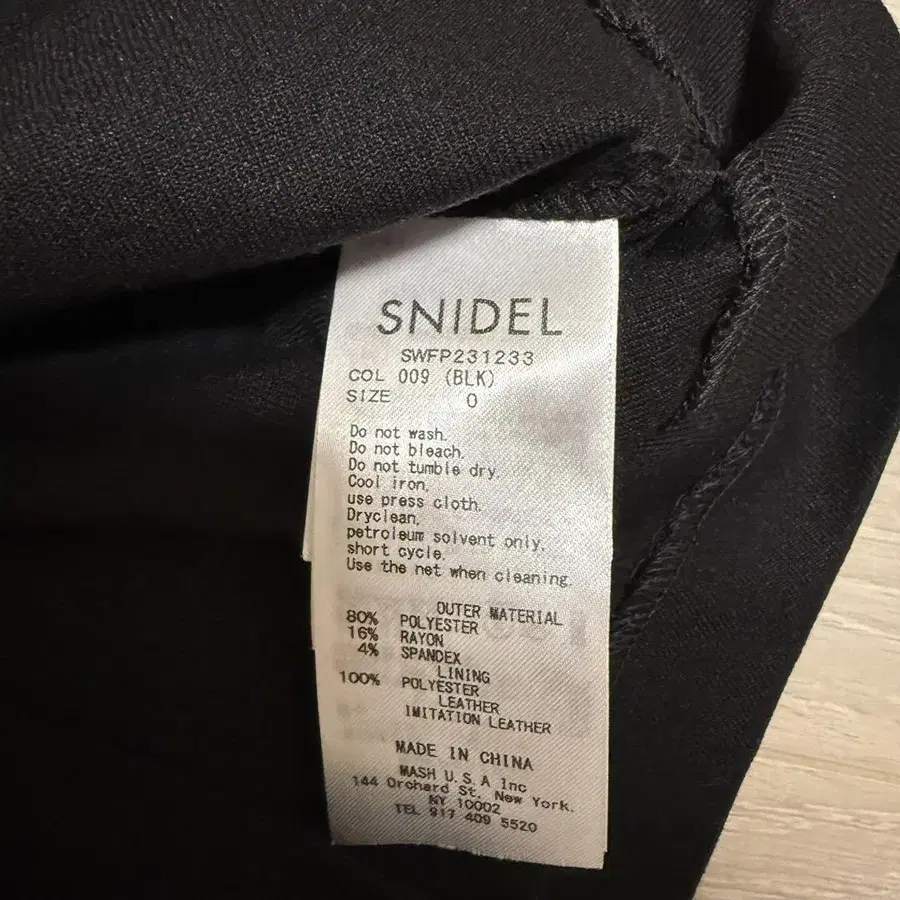 SNIDEL
SWFP231233
COL 009 (BLK)
SIZE 0
Do not wash.
Do not bleach.
Do not tumble dry.
Cool iron.
use press cloth.
Dryclean,
petroleum solvent only,
short cycle.
Use the net when cleaning.
OUTER MATERIAL
80% POLYESTER
16% RAYON
4% SPANDEX
LINING
100% POLYESTER
LEATHER
IMITATION LEATHER
MADE IN CHINA
MASH U.S.A Inc
144 Orchard St. New York.
NY 10002
TEL 917 409 5520